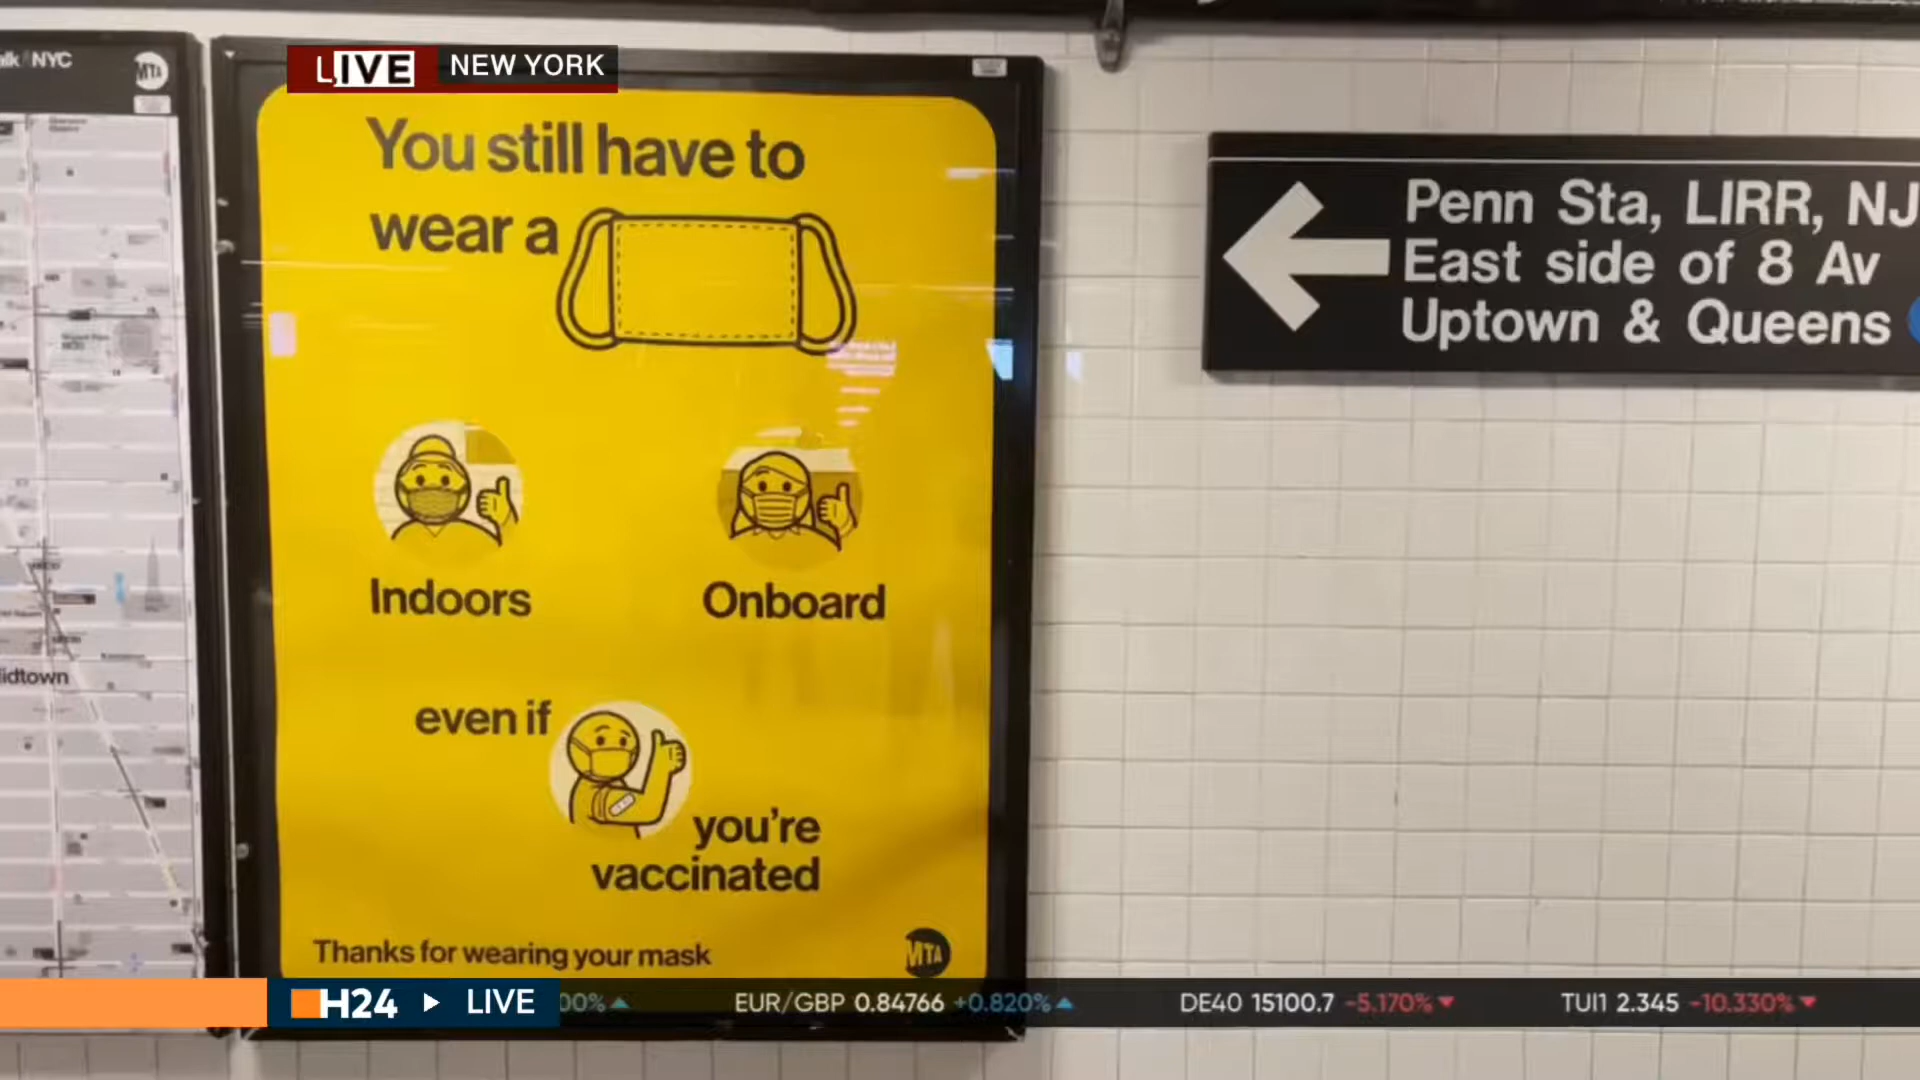 NYC
MTA
LIVE
NEW YORK
You still have to
wear a
Indoors
Onboard
even if
you're
vaccinated
Thanks for wearing your mask
MTA
Penn Sta, LIRR, NJ
East side of 8 Av
Uptown & Queens
H24 LIVE
00% EUR/GBP 0.84766 +0.820% DE40 15100.7 -5.170% TUI1 2.345 -10.330%